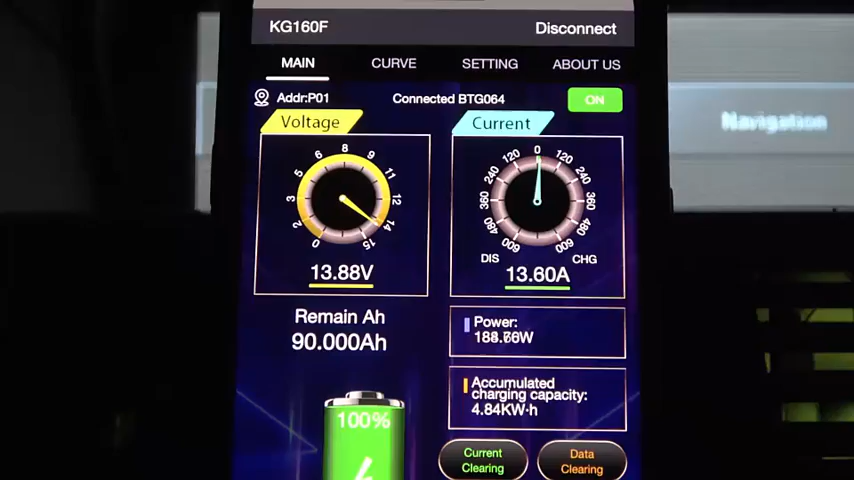 KG160F
Disconnect
MAIN
CURVE
SETTING
ABOUT US
Addr:P01
Connected BTG064
ON
Voltage
Current
0
2
3
5
6
8
9
11
12
14
15
600
480
360
240
120
0
120
240
360
480
600
DIS
CHG
13.88V
13.60A
Remain Ah
90.000Ah
Power:
Accumulated
charging capacity:
4.84KW·h
100%
Current
Clearing
Data
Clearing
Navigation